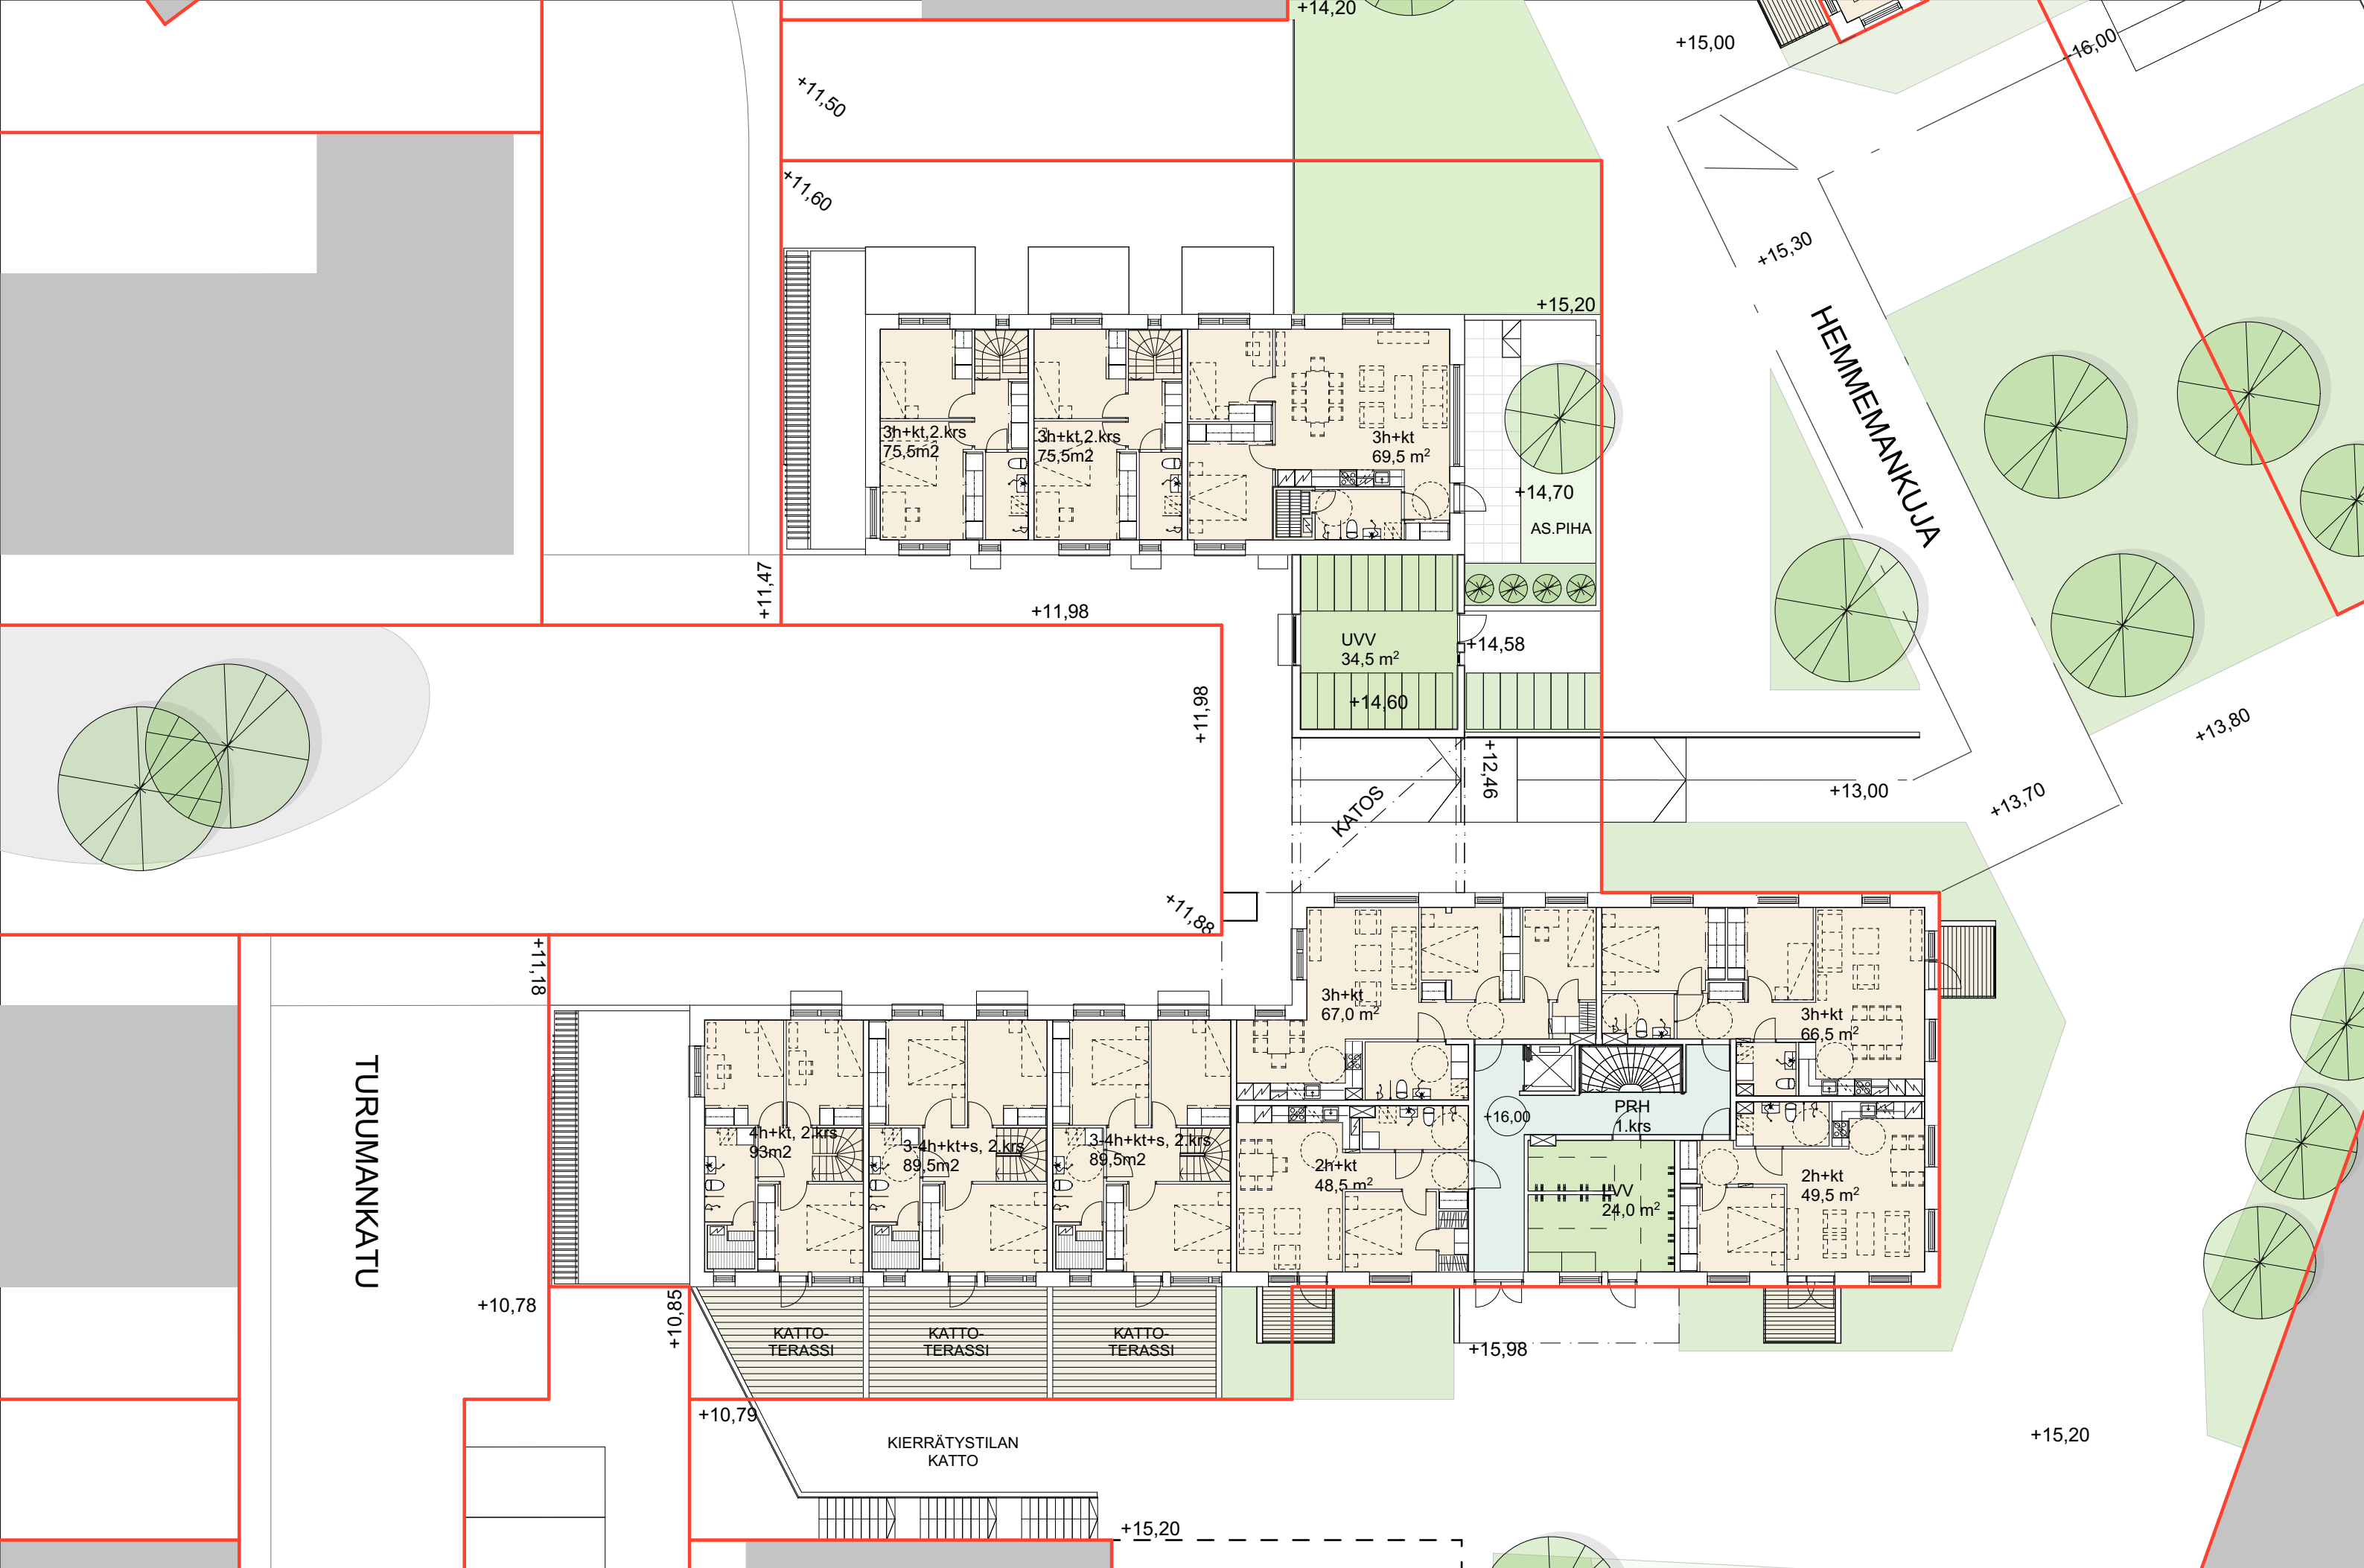 +14,20
+15,00
+16,00
+11,50
+11,60
+15,30
+15,20
HEMMEMANKUJA
3h+kt,2.krs
75,5m2
3h+kt,2.krs
75,5m2
3h+kt
69,5 m²
+14,70
AS.PIHA
+11,47
+11,98
UVV
34,5 m²
+14,58
+14,60
+11,98
+12,46
KATOS
+13,00
+13,70
+13,80
+11,88
+11,18
3h+kt
67,0 m²
3h+kt
66,5 m²
TURUMANKATU
4h+kt, 2.krs
93m2
3-4h+kt+s, 2.krs
89,5m2
3-4h+kt+s, 2.krs
89,5m2
+16,00
PRH
1.krs
2h+kt
48,5 m²
24,0 m²
2h+kt
49,5 m²
+10,78
+10,85
KATTO-
TERASSI
KATTO-
TERASSI
KATTO-
TERASSI
+15,98
+10,79
KIERRÄTYSTILAN
KATTO
+15,20
+15,20